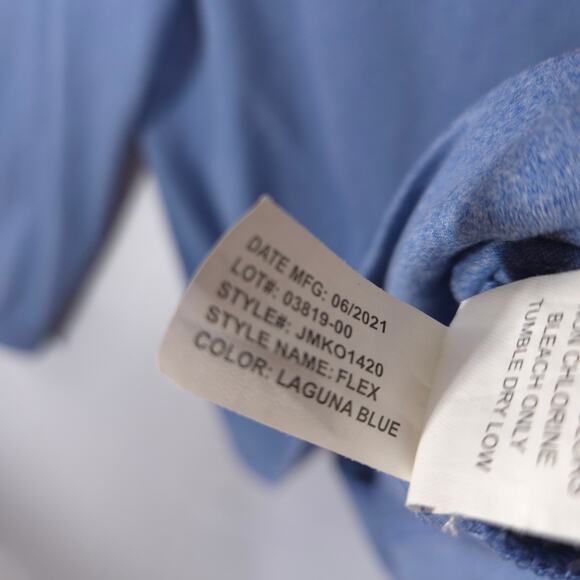 DATE MFG: 06/2021
LOT#: 03819-00
STYLE#: JMKO1420
STYLE NAME: FLEX
COLOR: LAGUNA BLUE
CHLORINE
BLEACH ONLY
TUMBLE DRY LOW